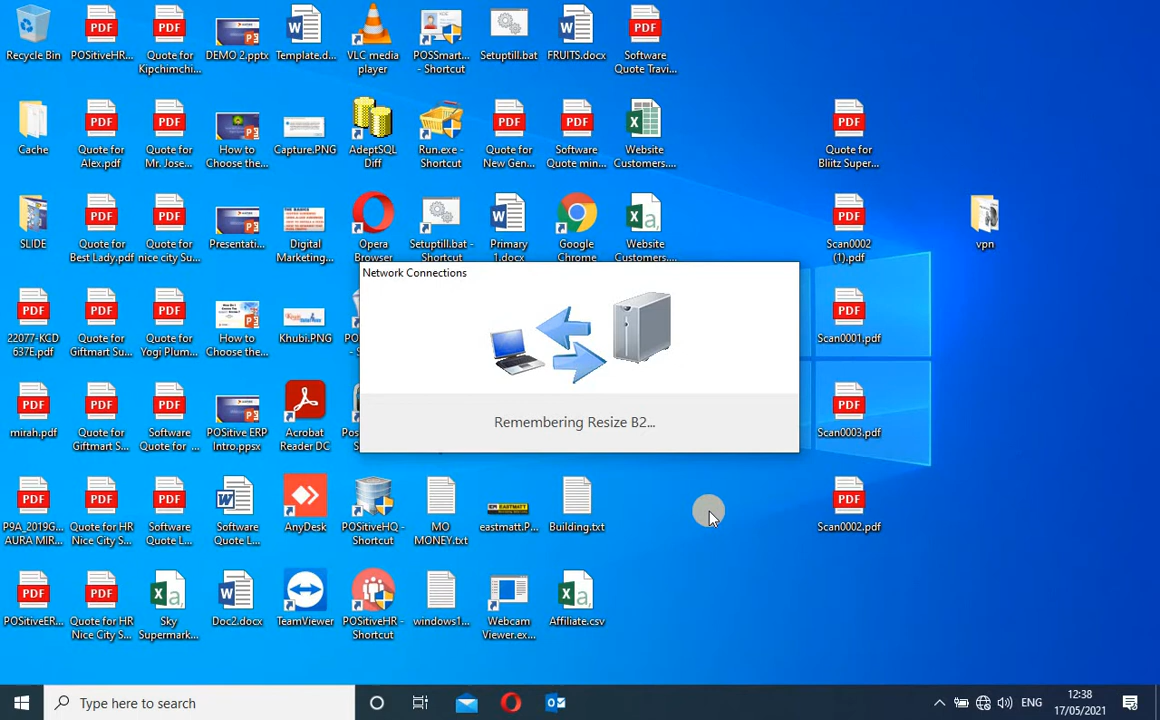 Recycle Bin
POSitiveHR...
Quote for
Kipchimchi...
DEMO 2.pptx
Template.d...
VLC media
player
POSSmart...
- Shortcut
Setuptill.bat
FRUITS.docx
Software
Quote Travi...
Cache
Quote for
Alex.pdf
Quote for
Mr. Jose...
How to
Choose the...
Capture.PNG
AdeptSQL
Diff
Run.exe -
Shortcut
Quote for
New Gen...
Software
Quote min...
Website
Customers....
Quote for
Bliitz Super...
SLIDE
Quote for
Best Lady.pdf
Quote for
nice city Su...
Presentati...
Digital
Marketing...
Opera
Browser
Setuptill.bat -
Shortcut
Primary
1.docx
Google
Chrome
Website
Customers....
Scan0002
(1).pdf
vpn
Network Connections
Remembering Resize B2...
22077-KCD
637E.pdf
Quote for
Giftmart Su...
Quote for
Yogi Plum...
How to
Choose the...
Khubi.PNG
Scan0001.pdf
mirah.pdf
Quote for
Giftmart S...
Software
Quote for ...
POSitive ERP
Intro.ppsx
Acrobat
Reader DC
Scan0003.pdf
P9A_2019G...
AURA MIR...
Quote for HR
Nice City S...
Software
Quote L...
Software
Quote L...
AnyDesk
POSitiveHQ -
Shortcut
MO
MONEY.txt
eastmatt.P...
Building.txt
Scan0002.pdf
POSitiveER...
Quote for HR
Nice City S...
Sky
Supermark...
Doc2.docx
TeamViewer
POSitiveHR -
Shortcut
windows1...
Webcam
Viewer.ex...
Affiliate.csv
Type here to search
ENG
12:38
17/05/2021